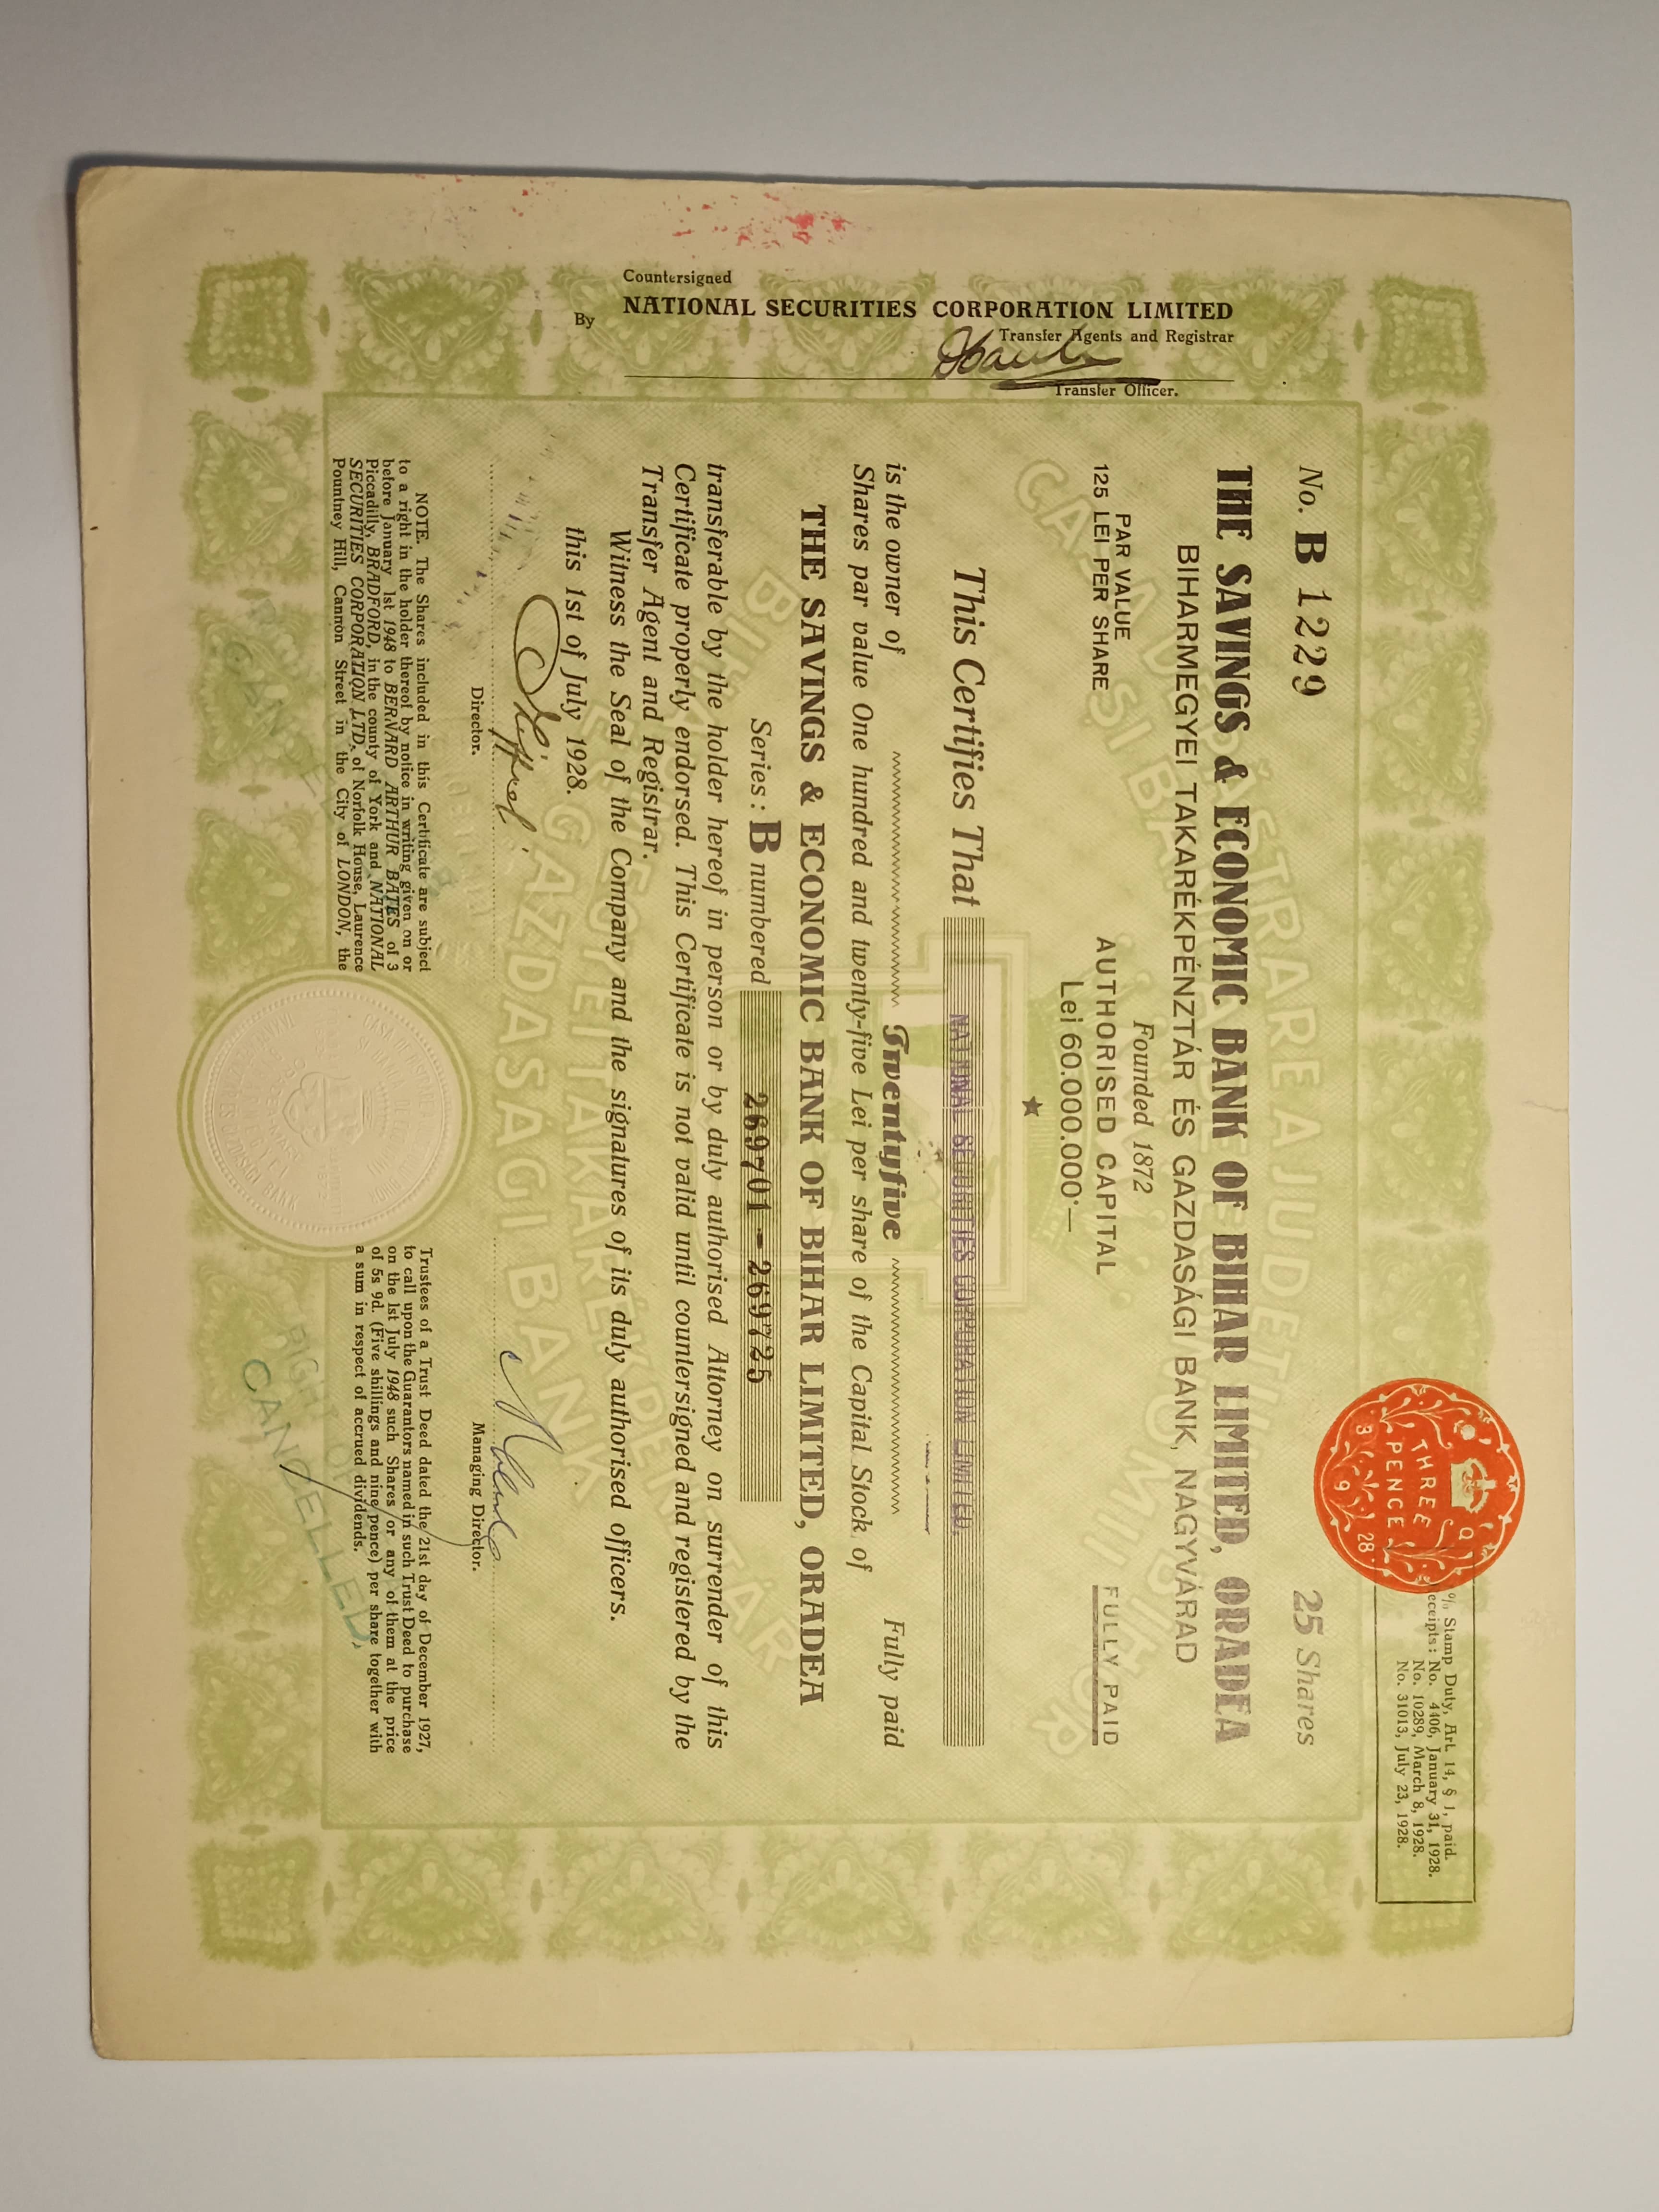 % Stamp Duty, Art. 14, § 1, paid.
eceipts: No. 4406, January 31, 1928.
No. 10289, March 8, 1928.
No. 31013, July 23, 1928.
THREE
PENCE
3 9 28
No. B 1229
25 Shares
THE SAVINGS & ECONOMIC BANK OF BIHAR LIMITED, ORADEA
BIHARMEGYEI TAKARÉKPÉNZTÁR ÉS GAZDASÁGI BANK, NAGYVÁRAD
Founded 1872
PAR VALUE
125 LEI PER SHARE
AUTHORISED CAPITAL
Lei 60.000.000·—
FULLY PAID
This Certifies That NATIONAL SECURITIES CORPORATION LIMITED.
is the owner of Twentyfive Fully paid
Shares par value One hundred and twenty-five Lei per share of the Capital Stock of
THE SAVINGS & ECONOMIC BANK OF BIHAR LIMITED, ORADEA
Series: B numbered 269701-269725
transferable by the holder hereof in person or by duly authorised Attorney on surrender of this
Certificate properly endorsed. This Certificate is not valid until countersigned and registered by the
Transfer Agent and Registrar.
Witness the Seal of the Company and the signatures of its duly authorised officers.
this 1st of July 1928.
Director.
Managing Director.
NOTE. The Shares included in this Certificate are subject
to a right in the holder thereof by notice in writing given on or
before January 1st 1948 to BERNARD ARTHUR BATES of 3
Piccadilly, BRADFORD, in the county of York and NATIONAL
SECURITIES CORPORATION LTD, of Norfolk House, Laurence
Pountney Hill, Cannon Street in the City of LONDON, the
Trustees of a Trust Deed dated the 21st day of December 1927,
to call upon the Guarantors named in such Trust Deed to purchase
on the 1st July 1948 such Shares or any of them at the price
of 5s 9d. (Five shillings and nine pence) per share together with
a sum in respect of accrued dividends.
RIGHT OF
CANCELLED.
Countersigned
NATIONAL SECURITIES CORPORATION LIMITED
Transfer Agents and Registrar
By
Transfer Officer.